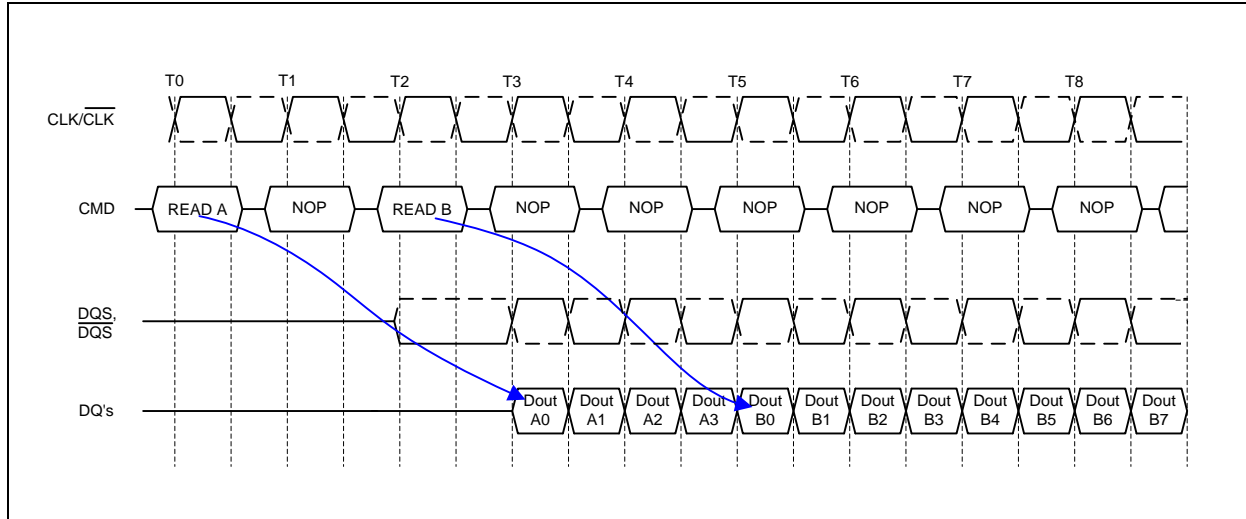 T0 T1 T2 T3 T4 T5 T6 T7 T8
CLK/CLK
CMD READ A NOP READ B NOP NOP NOP NOP NOP NOP
DQS,
DQS
DQ's Dout Dout Dout Dout Dout Dout Dout Dout Dout Dout Dout Dout
A0 A1 A2 A3 B0 B1 B2 B3 B4 B5 B6 B7